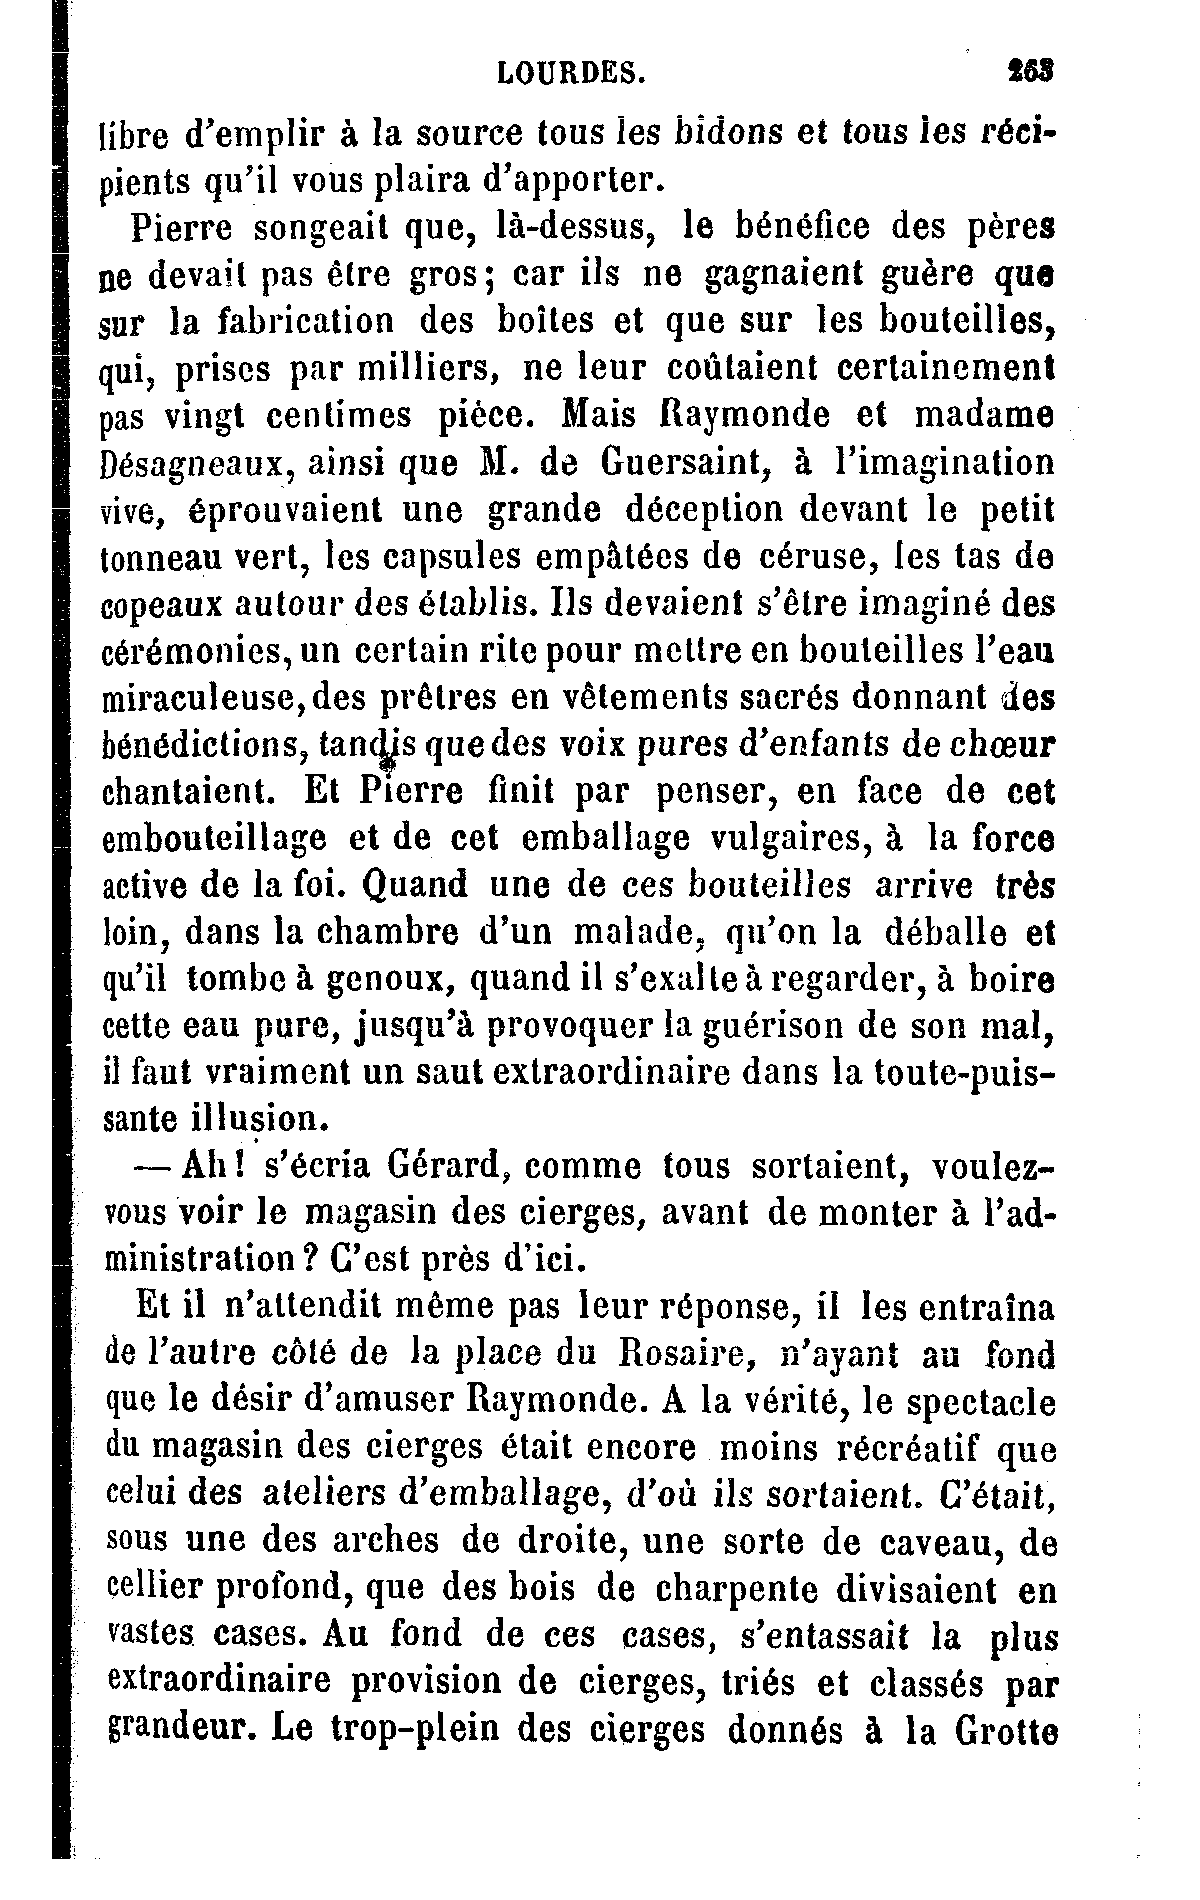 LOURDES. 263
libre d'emplir à la source tous les bidons et tous les réci-
pients qu'il vous plaira d'apporter.
Pierre songeait que, là-dessus, le bénéfice des pères
ne devait pas être gros; car ils ne gagnaient guère que
sur la fabrication des boîtes et que sur les bouteilles,
qui, prises par milliers, ne leur coûtaient certainement
pas vingt centimes pièce. Mais Raymonde et madame
Désagneaux, ainsi que M. de Guersaint, à l'imagination
vive, éprouvaient une grande déception devant le petit
tonneau vert, les capsules empâtées de céruse, les tas de
copeaux autour des établis. Ils devaient s'être imaginé des
cérémonies, un certain rite pour mettre en bouteilles l'eau
miraculeuse, des prêtres en vêtements sacrés donnant des
bénédictions, tandis que des voix pures d'enfants de chœur
chantaient. Et Pierre finit par penser, en face de cet
embouteillage et de cet emballage vulgaires, à la force
active de la foi. Quand une de ces bouteilles arrive très
loin, dans la chambre d'un malade, qu'on la déballe et
qu'il tombe à genoux, quand il s'exalte à regarder, à boire
cette eau pure, jusqu'à provoquer la guérison de son mal,
il faut vraiment un saut extraordinaire dans la toute-puis-
sante illusion.
— Ah! s'écria Gérard, comme tous sortaient, voulez-
vous voir le magasin des cierges, avant de monter à l'ad-
ministration? C'est près d'ici.
Et il n'attendit même pas leur réponse, il les entraîna
de l'autre côté de la place du Rosaire, n'ayant au fond
que le désir d'amuser Raymonde. A la vérité, le spectacle
du magasin des cierges était encore moins récréatif que
celui des ateliers d'emballage, d'où ils sortaient. C'était,
sous une des arches de droite, une sorte de caveau, de
cellier profond, que des bois de charpente divisaient en
vastes cases. Au fond de ces cases, s'entassait la plus
extraordinaire provision de cierges, triés et classés par
grandeur. Le trop-plein des cierges donnés à la Grotte